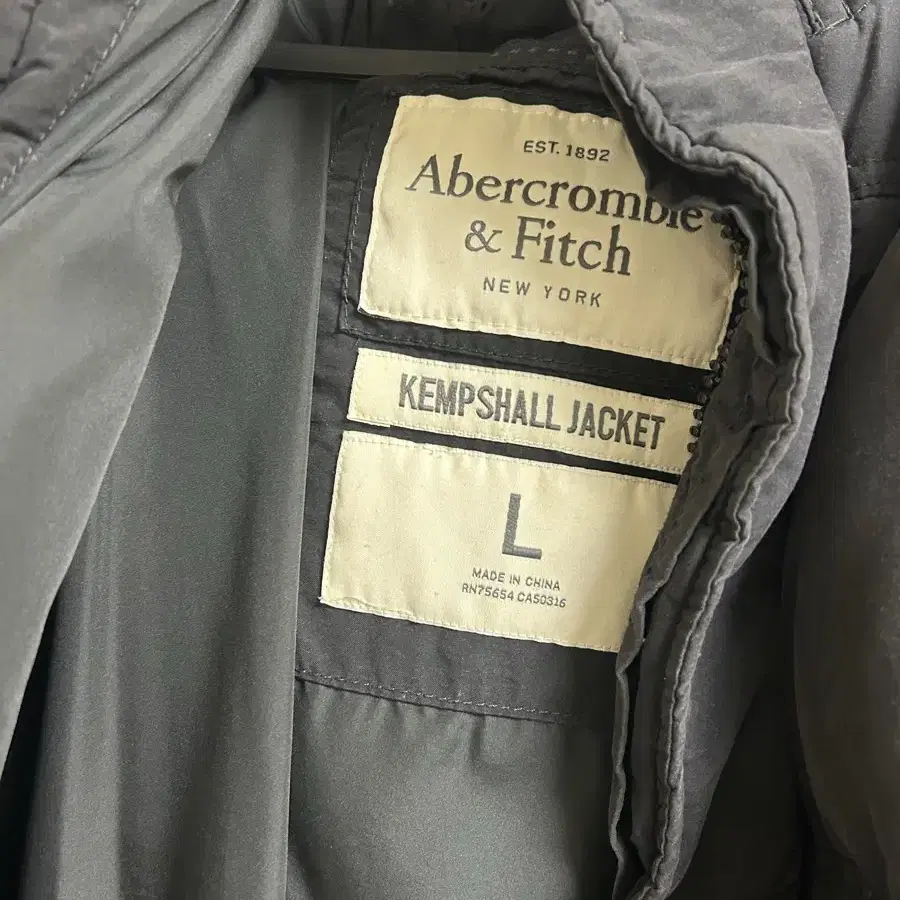 EST. 1892
Abercrombie
& Fitch
NEW YORK
KEMPSHALL JACKET
L
MADE IN CHINA
RN75654 CA50316